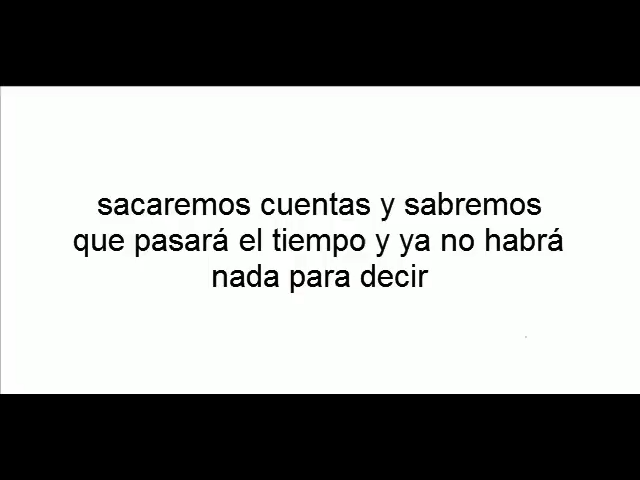 sacaremos cuentas y sabremos
que pasará el tiempo y ya no habrá
nada para decir